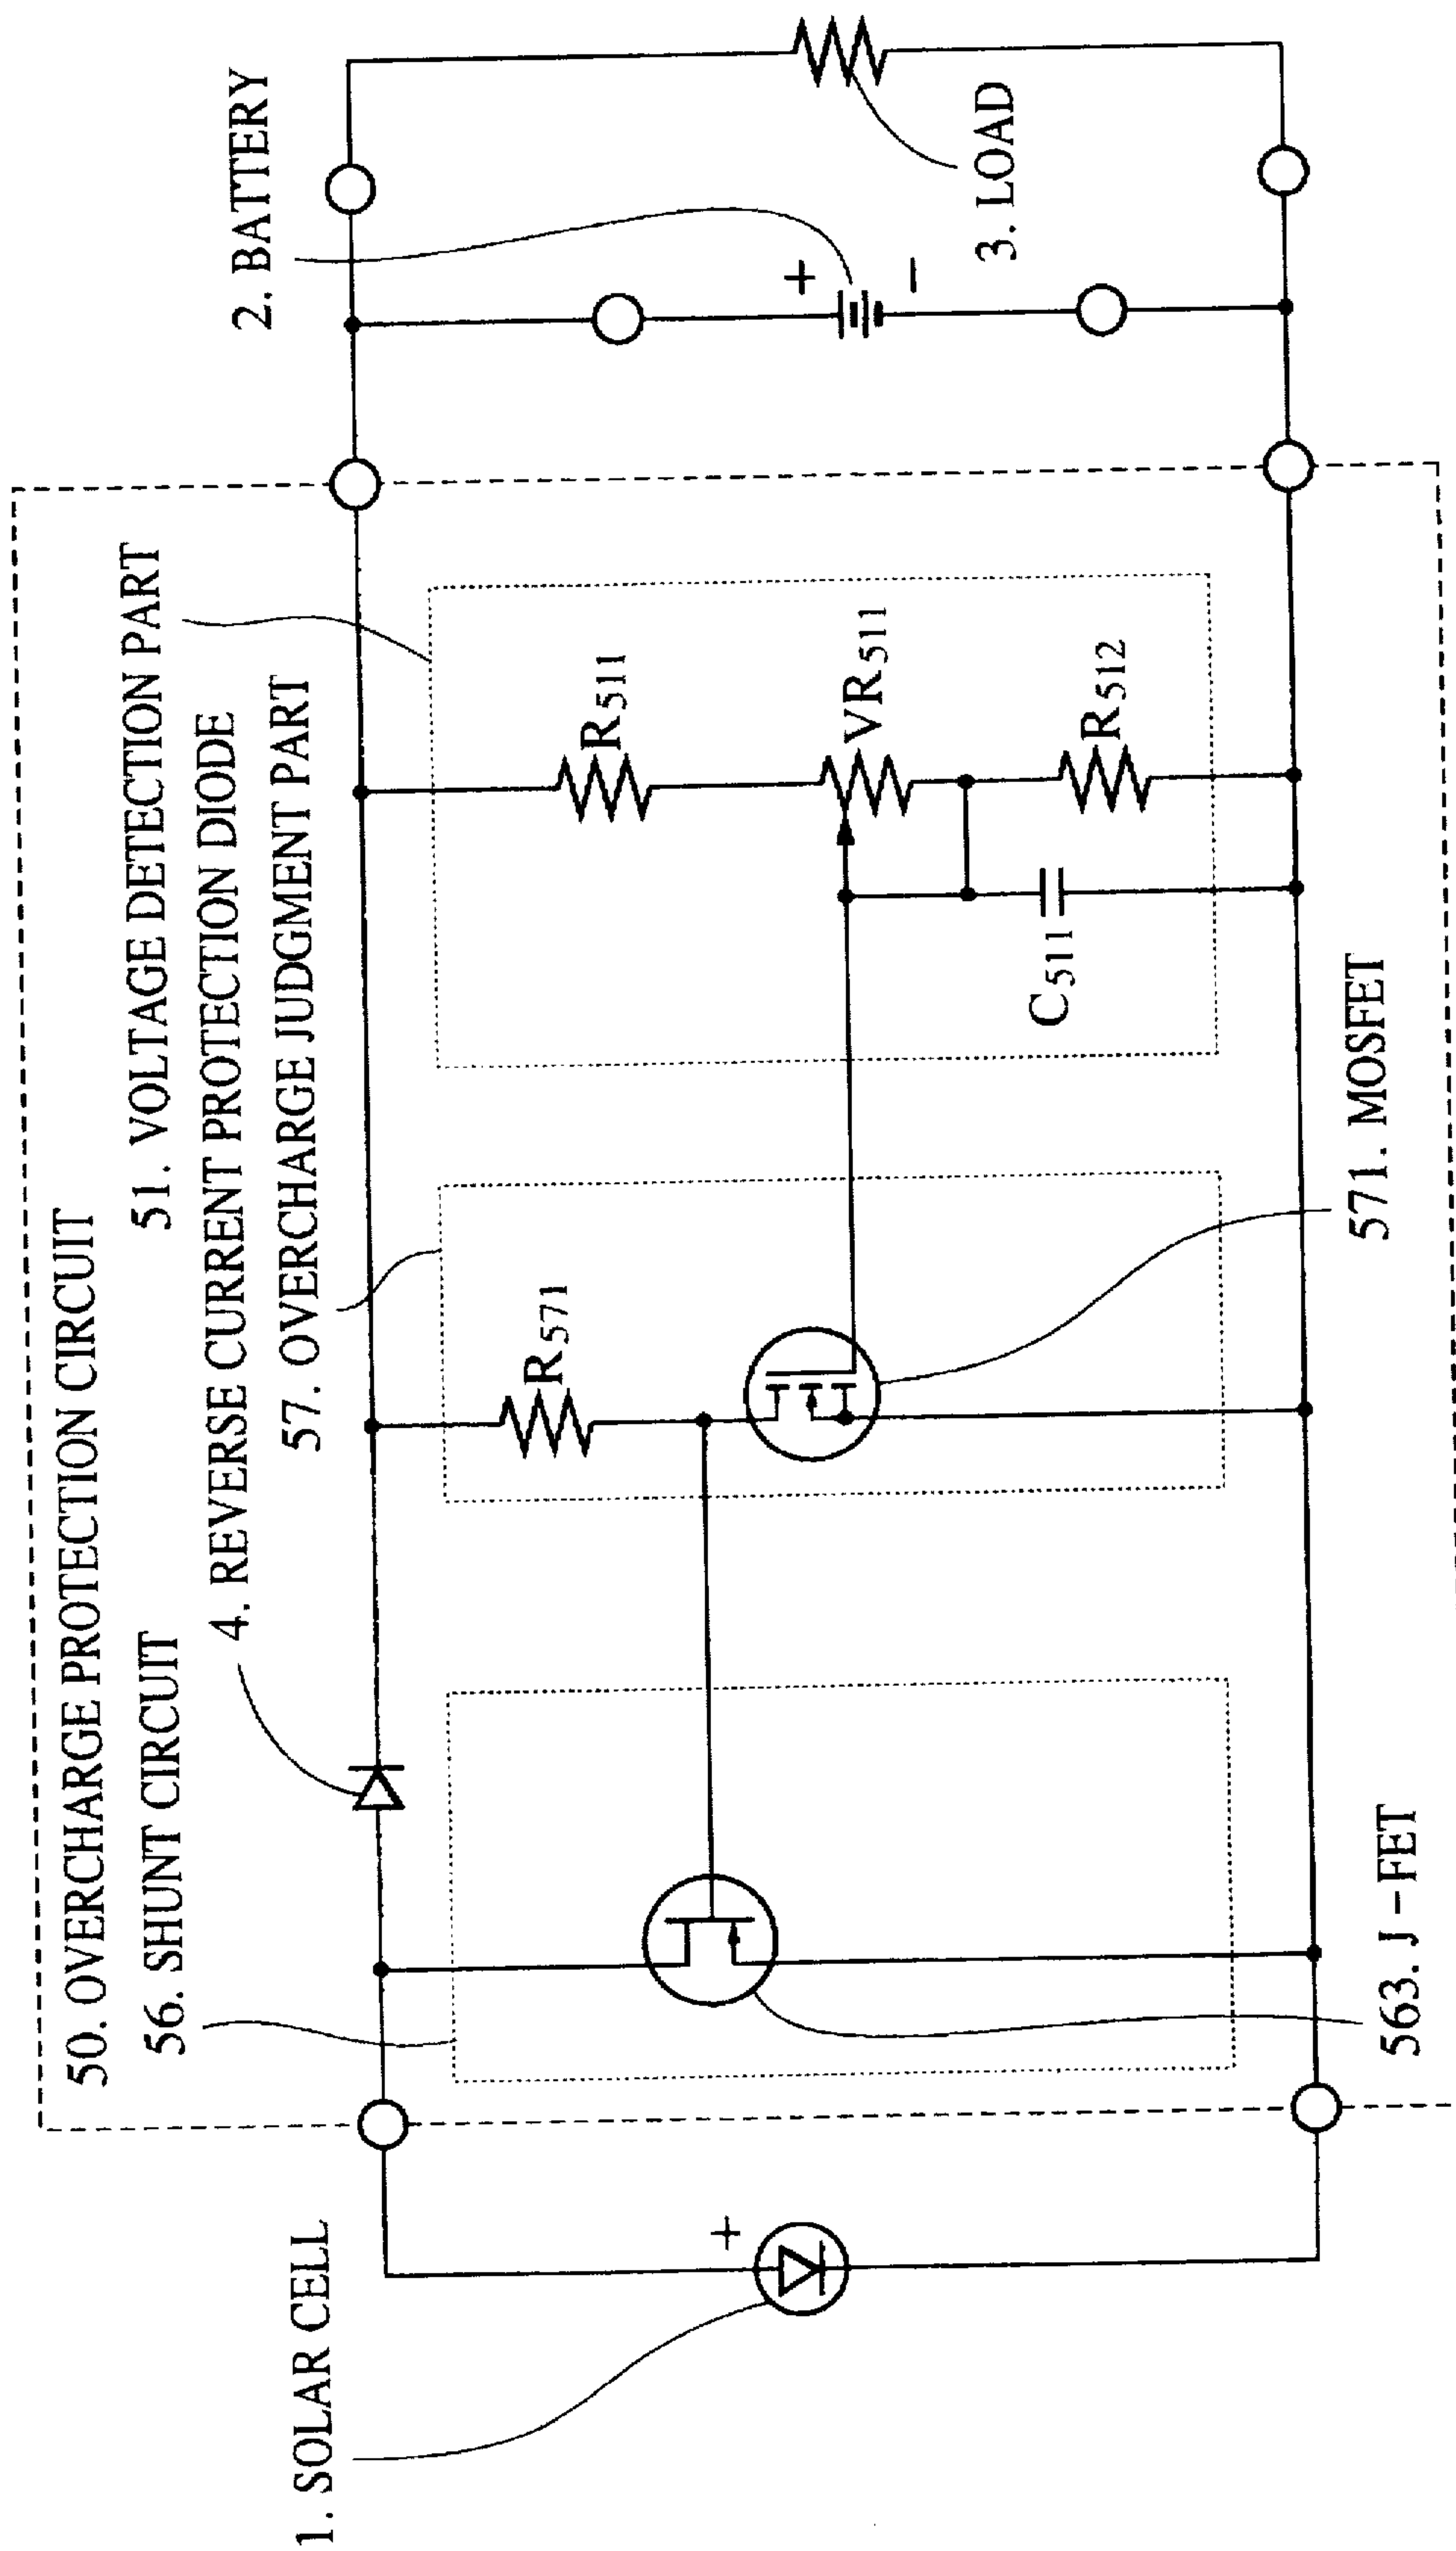 50. OVERCHARGE PROTECTION CIRCUIT
56. SHUNT CIRCUIT
51. VOLTAGE DETECTION PART
4. REVERSE CURRENT PROTECTION DIODE
57. OVERCHARGE JUDGMENT PART
2. BATTERY
1. SOLAR CELL
+
R571
R511
VR511
R512
C511
+
−
3. LOAD
563. J-FET
571. MOSFET